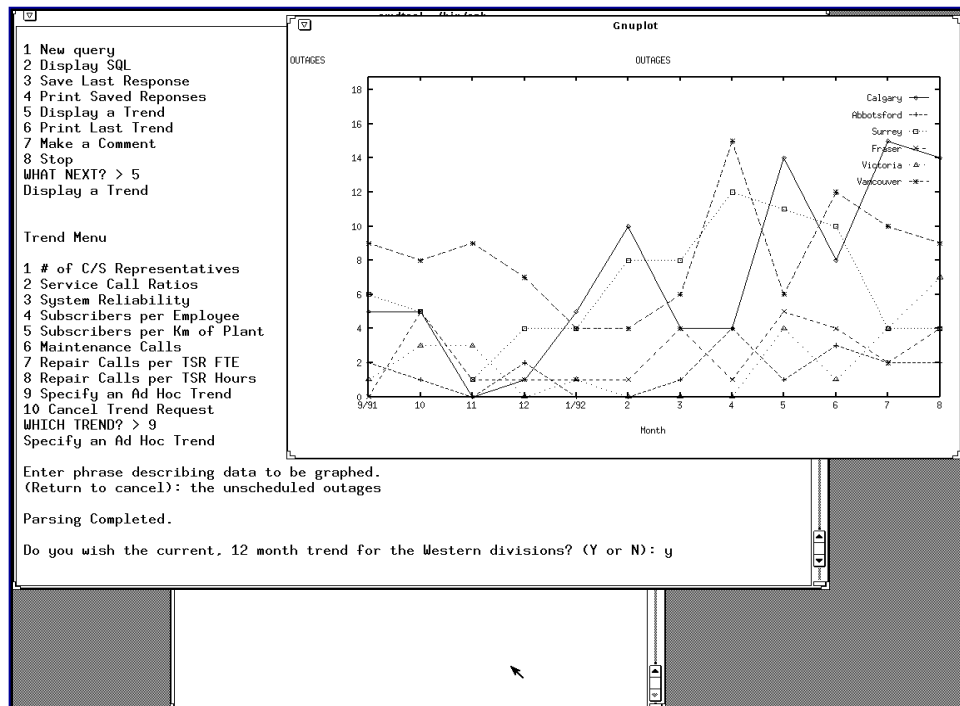 cmdtool - /bin/csh
1 New query
2 Display SQL
3 Save Last Response
4 Print Saved Reponses
5 Display a Trend
6 Print Last Trend
7 Make a Comment
8 Stop
WHAT NEXT? > 5
Display a Trend
Trend Menu
1 # of C/S Representatives
2 Service Call Ratios
3 System Reliability
4 Subscribers per Employee
5 Subscribers per Km of Plant
6 Maintenance Calls
7 Repair Calls per TSR FTE
8 Repair Calls per TSR Hours
9 Specify an Ad Hoc Trend
10 Cancel Trend Request
WHICH TREND? > 9
Specify an Ad Hoc Trend
Enter phrase describing data to be graphed.
(Return to cancel): the unscheduled outages
Parsing Completed.
Do you wish the current, 12 month trend for the Western divisions? (Y or N): y
Gnuplot
OUTAGES OUTAGES
18
16
14
12
10
8
6
4
2
0
Calgary
Abbotsford
Surrey
Fraser
Victoria
Vancouver
9/91 10 11 12 1/92 2 3 4 5 6 7 8
Month